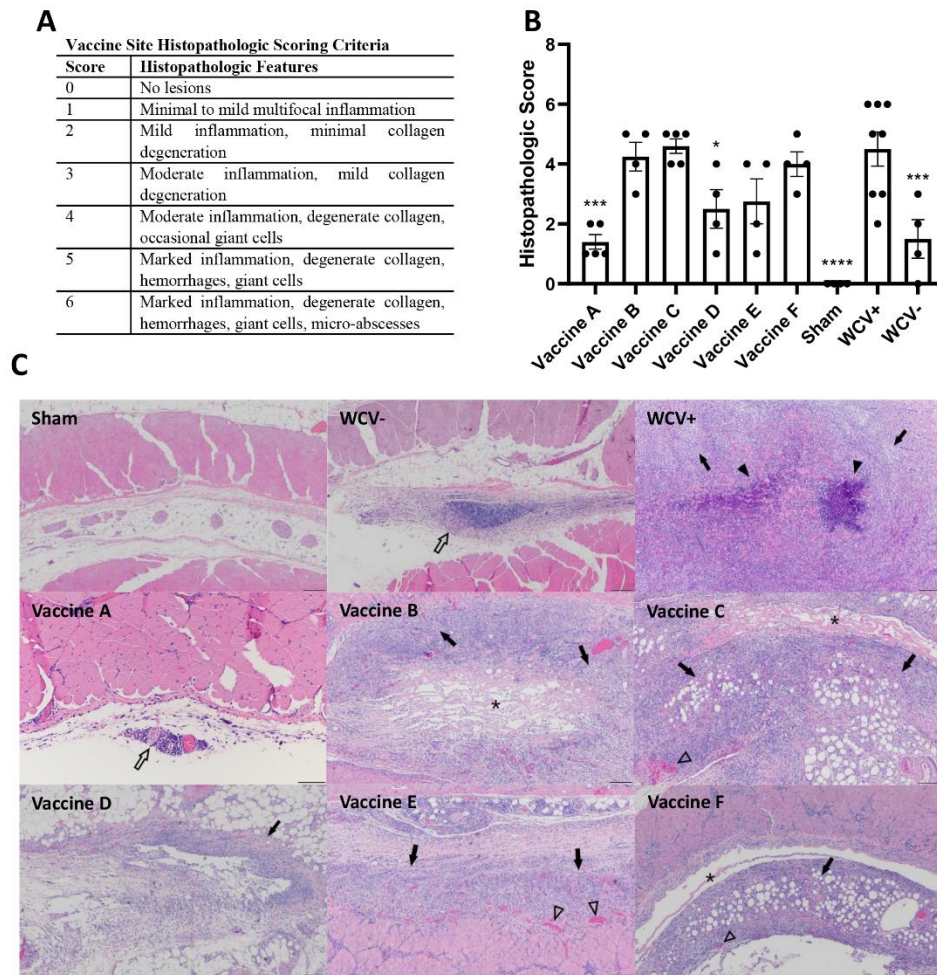 A
Vaccine Site Histopathologic Scoring Criteria
Score Histopathologic Features
0 No lesions
1 Minimal to mild multifocal inflammation
2 Mild inflammation, minimal collagen
degeneration
3 Moderate inflammation, mild collagen
degeneration
4 Moderate inflammation, degenerate collagen,
occasional giant cells
5 Marked inflammation, degenerate collagen,
hemorrhages, giant cells
6 Marked inflammation, degenerate collagen,
hemorrhages, giant cells, micro-abscesses
B
Histopathologic Score
8
6
4
2
0
***
*
****
***
Vaccine A
Vaccine B
Vaccine C
Vaccine D
Vaccine E
Vaccine F
Sham
WCV+
WCV-
C
Sham
WCV-
WCV+
Vaccine A
Vaccine B
*
Vaccine C
*
Vaccine D
Vaccine E
Vaccine F
*